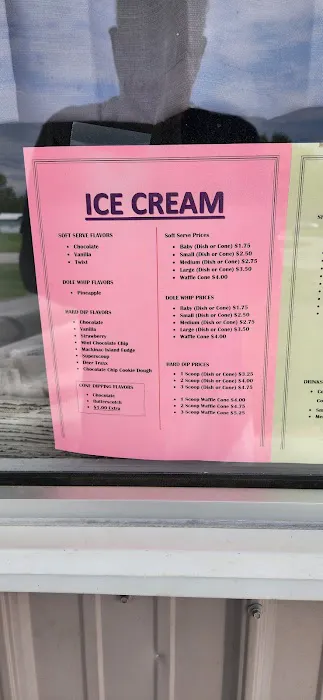 ICE CREAM
SOFT SERVE FLAVORS
Chocolate
Vanilla
Twist
DOLE WHIP FLAVORS
Pineapple
HARD DIP FLAVORS
Chocolate
Vanilla
Strawberry
Mint Chocolate Chip
Mackinac Island Fudge
Superscoop
Deer Traxx
Chocolate Chip Cookie Dough
CONE DIPPING FLAVORS
Chocolate
Butterscotch
$1.00 Extra
Soft Serve Prices
Baby (Dish or Cone) $1.75
Small (Dish or Cone) $2.50
Medium (Dish or Cone) $2.75
Large (Dish or Cone) $3.50
Waffle Cone $4.00
DOLE WHIP PRICES
Baby (Dish or Cone) $1.75
Small (Dish or Cone) $2.50
Medium (Dish or Cone) $2.75
Large (Dish or Cone) $3.50
Waffle Cone $4.00
HARD DIP PRICES
1 Scoop (Dish or Cone) $3.25
2 Scoop (Dish or Cone) $4.00
3 Scoop (Dish or Cone) $4.75
1 Scoop Waffle Cone $4.00
2 Scoop Waffle Cone $4.75
3 Scoop Waffle Cone $5.25
DRINKS